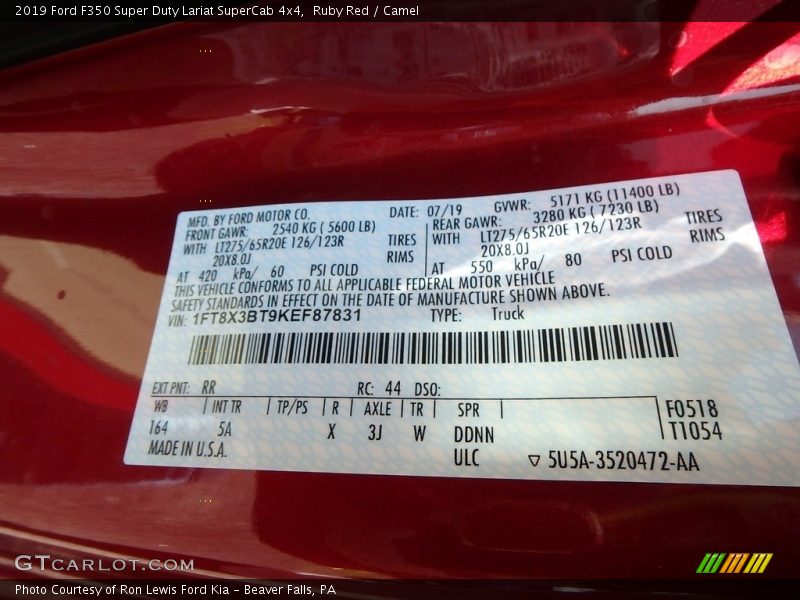 2019 Ford F350 Super Duty Lariat SuperCab 4x4,  Ruby Red / Camel
MFD. BY FORD MOTOR CO. DATE: 07/19 GVWR: 5171 KG (11400 LB)
FRONT GAWR: 2540 KG ( 5600 LB) REAR GAWR: 3280 KG ( 7230 LB)
WITH LT275/65R20E 126/123R TIRES WITH LT275/65R20E 126/123R TIRES
20X8.0J RIMS 20X8.0J RIMS
AT 420 kPa/ 60 PSI COLD AT 550 kPa/ 80 PSI COLD
THIS VEHICLE CONFORMS TO ALL APPLICABLE FEDERAL MOTOR VEHICLE
SAFETY STANDARDS IN EFFECT ON THE DATE OF MANUFACTURE SHOWN ABOVE.
VIN: 1FT8X3BT9KEF87831 TYPE: Truck
EXT PNT: RR RC: 44 DSO:
WB INT TR TP/PS R AXLE TR SPR F0518
164 5A X 3J W DDNN T1054
MADE IN U.S.A. ULC ▽ 5U5A-3520472-AA
GTCARLOT.COM
Photo Courtesy of Ron Lewis Ford Kia – Beaver Falls, PA